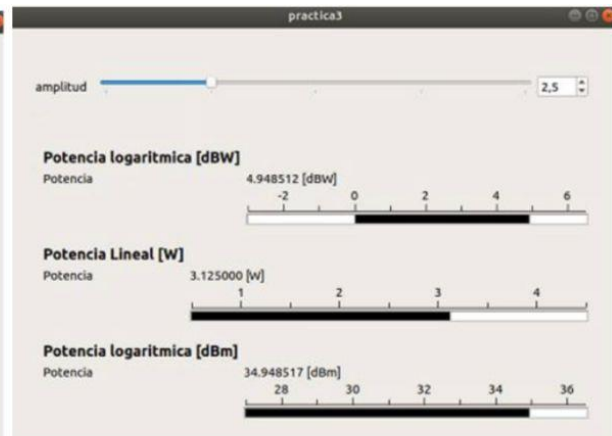 practica3
amplitud 2,5
Potencia logaritmica [dBW]
Potencia 4.948512 [dBW]
-2 0 2 4 6
Potencia Lineal [W]
Potencia 3.125000 [W]
1 2 3 4
Potencia logaritmica [dBm]
Potencia 34.948517 [dBm]
28 30 32 34 36